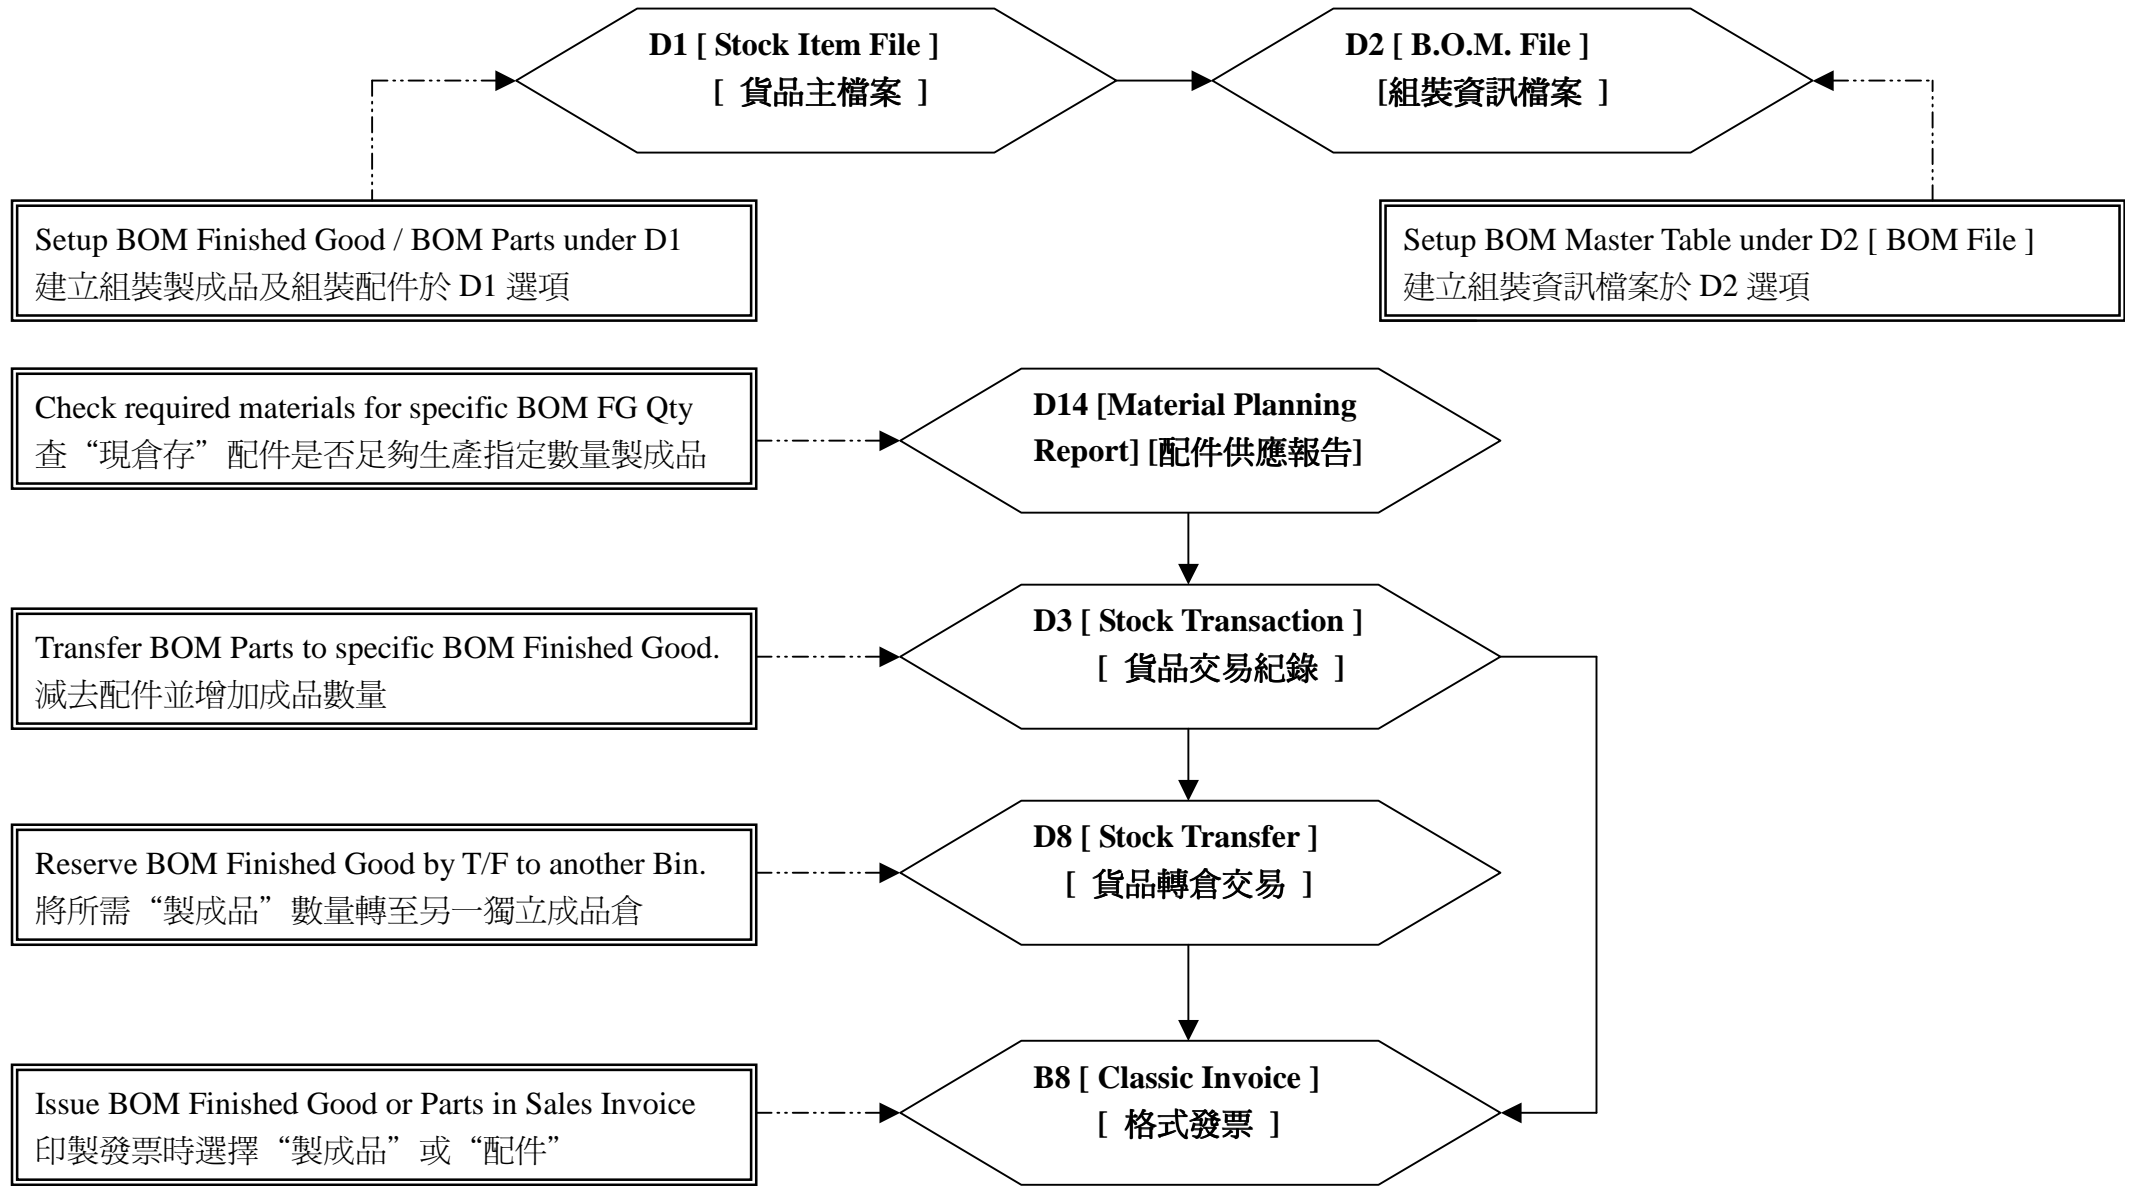 D1 [ Stock Item File ]
[ 貨品主檔案 ]
D2 [ B.O.M. File ]
[組裝資訊檔案 ]
Setup BOM Finished Good / BOM Parts under D1
建立組裝製成品及組裝配件於 D1 選項
Setup BOM Master Table under D2 [ BOM File ]
建立組裝資訊檔案於 D2 選項
Check required materials for specific BOM FG Qty
查“現倉存”配件是否足夠生產指定數量製成品
D14 [Material Planning
Report] [配件供應報告]
Transfer BOM Parts to specific BOM Finished Good.
減去配件並增加成品數量
D3 [ Stock Transaction ]
[ 貨品交易紀錄 ]
Reserve BOM Finished Good by T/F to another Bin.
將所需“製成品”數量轉至另一獨立成品倉
D8 [ Stock Transfer ]
[ 貨品轉倉交易 ]
Issue BOM Finished Good or Parts in Sales Invoice
印製發票時選擇“製成品”或“配件”
B8 [ Classic Invoice ]
[ 格式發票 ]